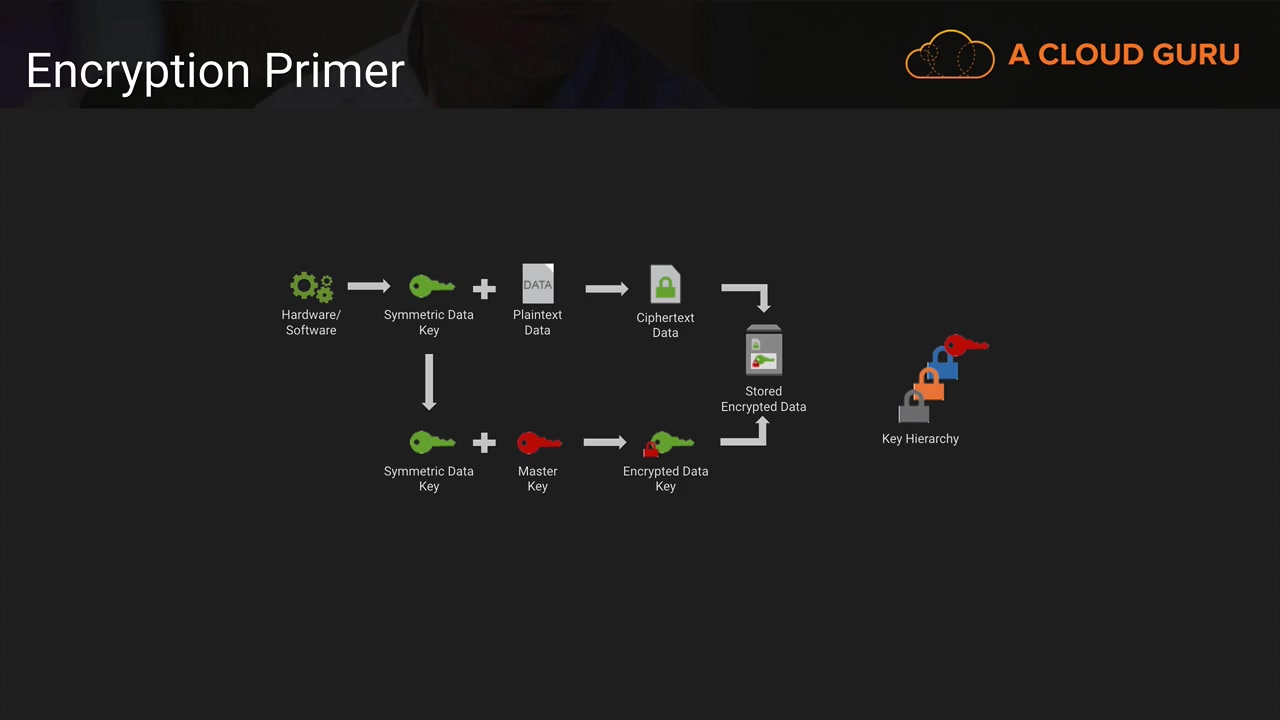 Encryption Primer
A CLOUD GURU
Hardware/
Software
Symmetric Data
Key
Plaintext
Data
DATA
Ciphertext
Data
Stored
Encrypted Data
Symmetric Data
Key
Master
Key
Encrypted Data
Key
Key Hierarchy